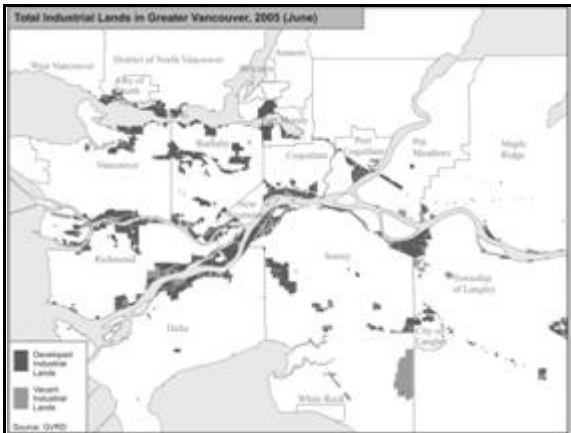 Total Industrial Lands in Greater Vancouver, 2005 (June)
West Vancouver
District of North Vancouver
City of
North
Anmore
Vancouver
Burnaby
Coquitlam
Port
Coquitlam
Pitt
Meadows
Maple
Ridge
New
Richmond
Surrey
Township
of Langley
Delta
City of
Langley
White Rock
Developed
Industrial
Lands
Vacant
Industrial
Lands
Source: GVRD